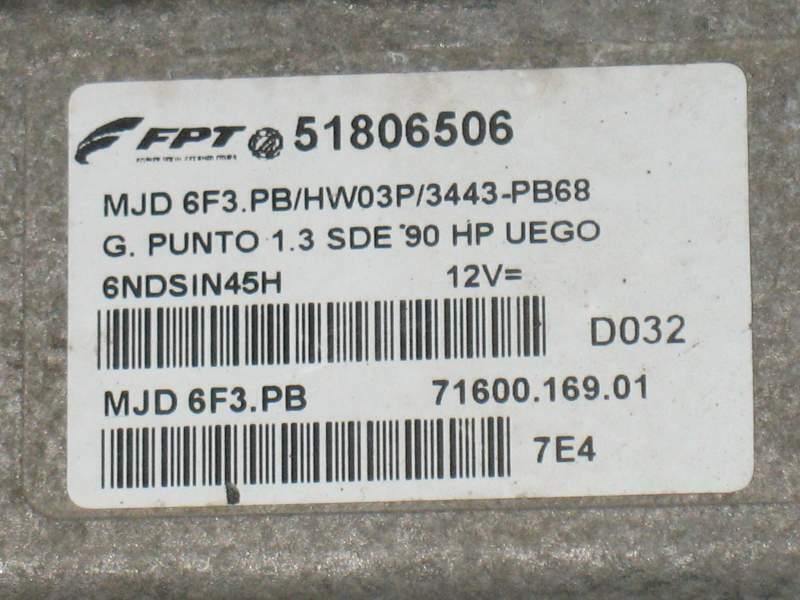 FPT 51806506
MJD 6F3.PB/HW03P/3443-PB68
G. PUNTO 1.3 SDE 90 HP UEGO
6NDSIN45H 12V=
D032
MJD 6F3.PB 71600.169.01
7E4